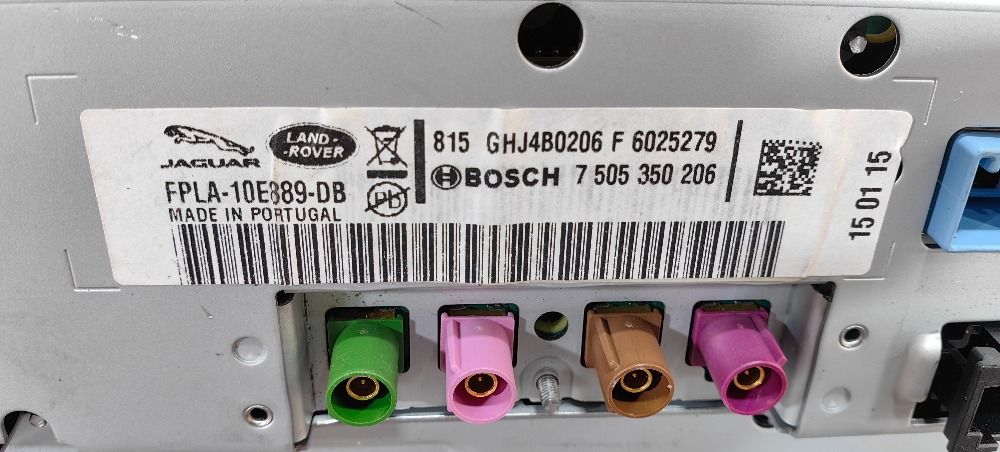 JAGUAR
LAND-
-ROVER
FPLA-10E889-DB
MADE IN PORTUGAL
Pb
815 GHJ4B0206 F 6025279
BOSCH 7 505 350 206
15 01 15